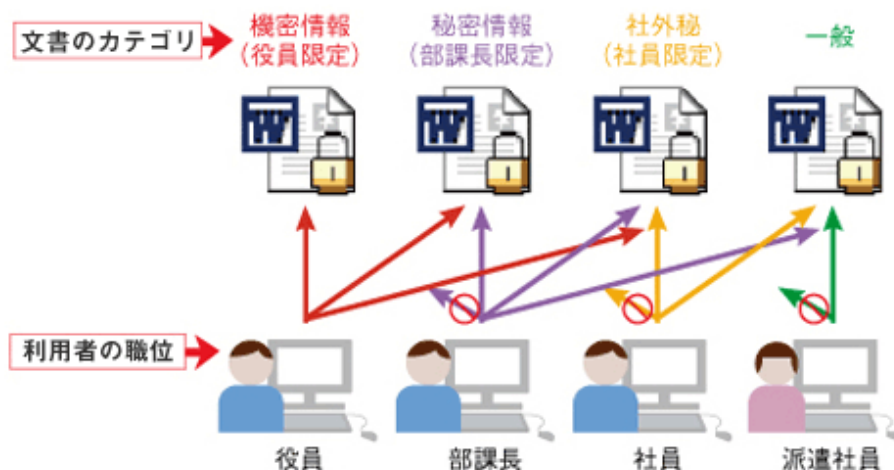 文書のカテゴリ
機密情報
(役員限定)
秘密情報
(部課長限定)
社外秘
(社員限定)
一般
W
W
W
W
利用者の職位
役員
部課長
社員
派遣社員